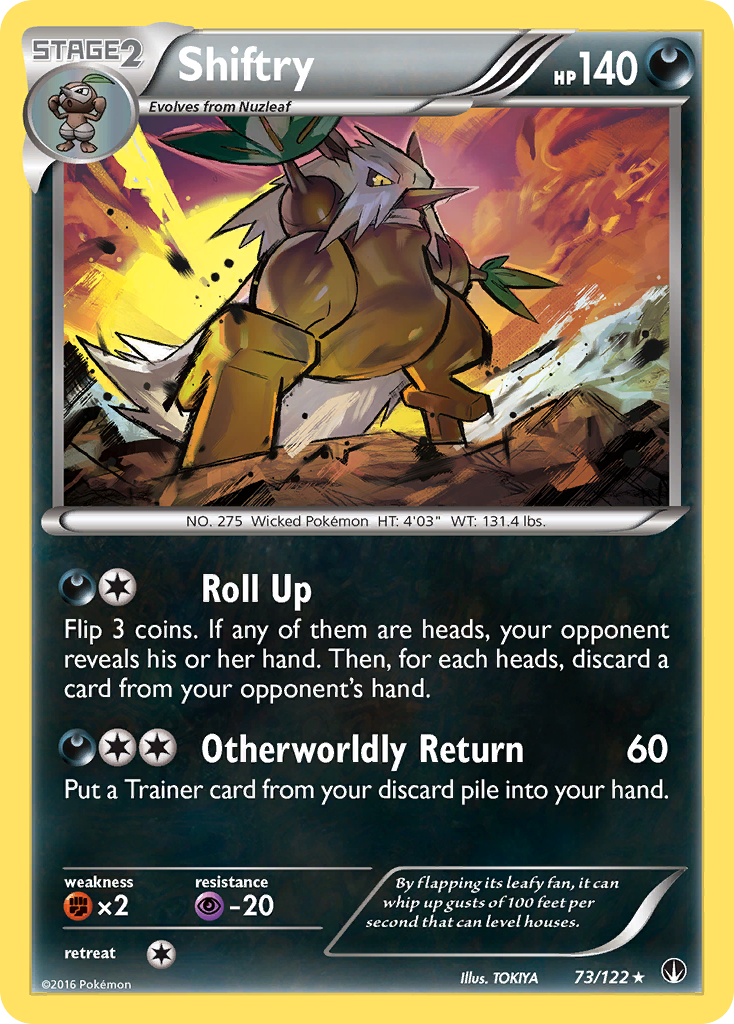 STAGE2
Shiftry
HP140
Evolves from Nuzleaf
NO. 275 Wicked Pokémon HT: 4'03" WT: 131.4 lbs.
Roll Up
Flip 3 coins. If any of them are heads, your opponent
reveals his or her hand. Then, for each heads, discard a
card from your opponent's hand.
Otherworldly Return 60
Put a Trainer card from your discard pile into your hand.
weakness
×2
resistance
-20
retreat
By flapping its leafy fan, it can
whip up gusts of 100 feet per
second that can level houses.
©2016 Pokémon
Illus. TOKIYA
73/122 ★